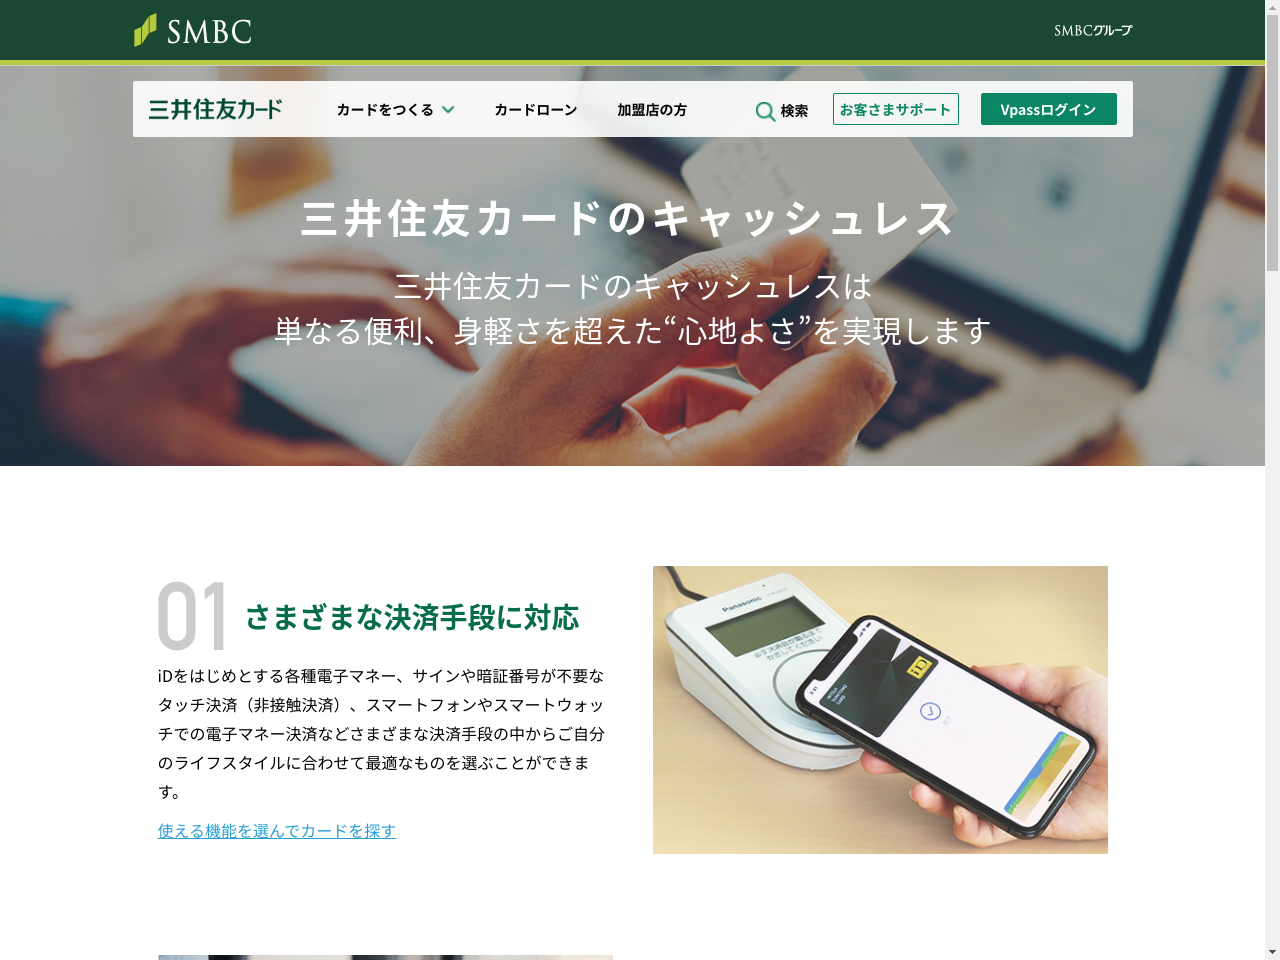 SMBC
SMBCグループ
三井住友カード
カードをつくる
カードローン
加盟店の方
検索
お客さまサポート
Vpassログイン
三井住友カードのキャッシュレス
三井住友カードのキャッシュレスは
単なる便利、身軽さを超えた“心地よさ”を実現します
01 さまざまな決済手段に対応
iDをはじめとする各種電子マネー、サインや暗証番号が不要な
タッチ決済（非接触決済）、スマートフォンやスマートウォッ
チでの電子マネー決済などさまざまな決済手段の中からご自分
のライフスタイルに合わせて最適なものを選ぶことができま
す。
使える機能を選んでカードを探す
Panasonic
iD